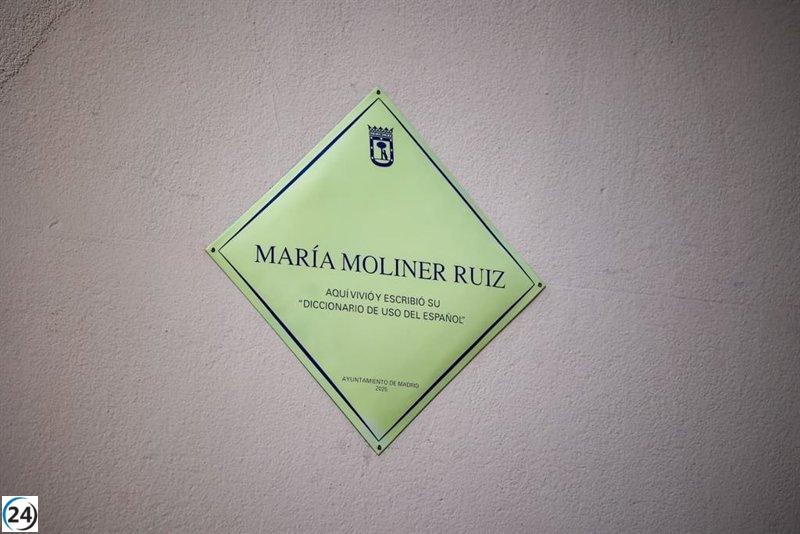 MARÍA MOLINER RUIZ
AQUÍ VIVIÓ Y ESCRIBIÓ SU
"DICCIONARIO DE USO DEL ESPAÑOL"
AYUNTAMIENTO DE MADRID
2025
24